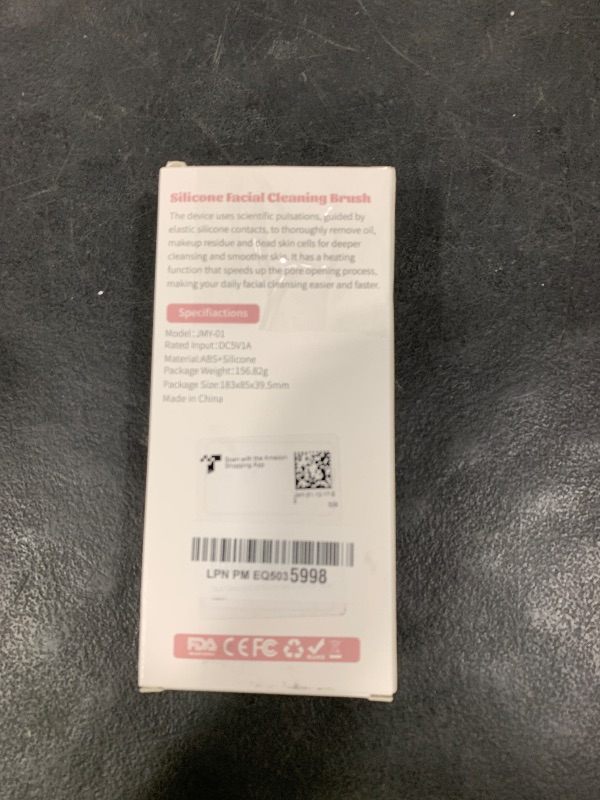 Silicone Facial Cleaning Brush
The device uses scientific pulsations, guided by
elastic silicone contacts, to thoroughly remove oil,
makeup residue and dead skin cells for deeper
cleansing and smoother skin. It has a heating
function that speeds up the pore opening process,
making your daily facial cleansing easier and faster.
Specifiactions
Model:JMY-01
Rated Input:DC5V1A
Material:ABS+Silicone
Package Weight:156.82g
Package Size:183x85x39.5mm
Made in China
Scan with the Amazon
Shopping App
LPN PM EQ5035998
FDA CE FC